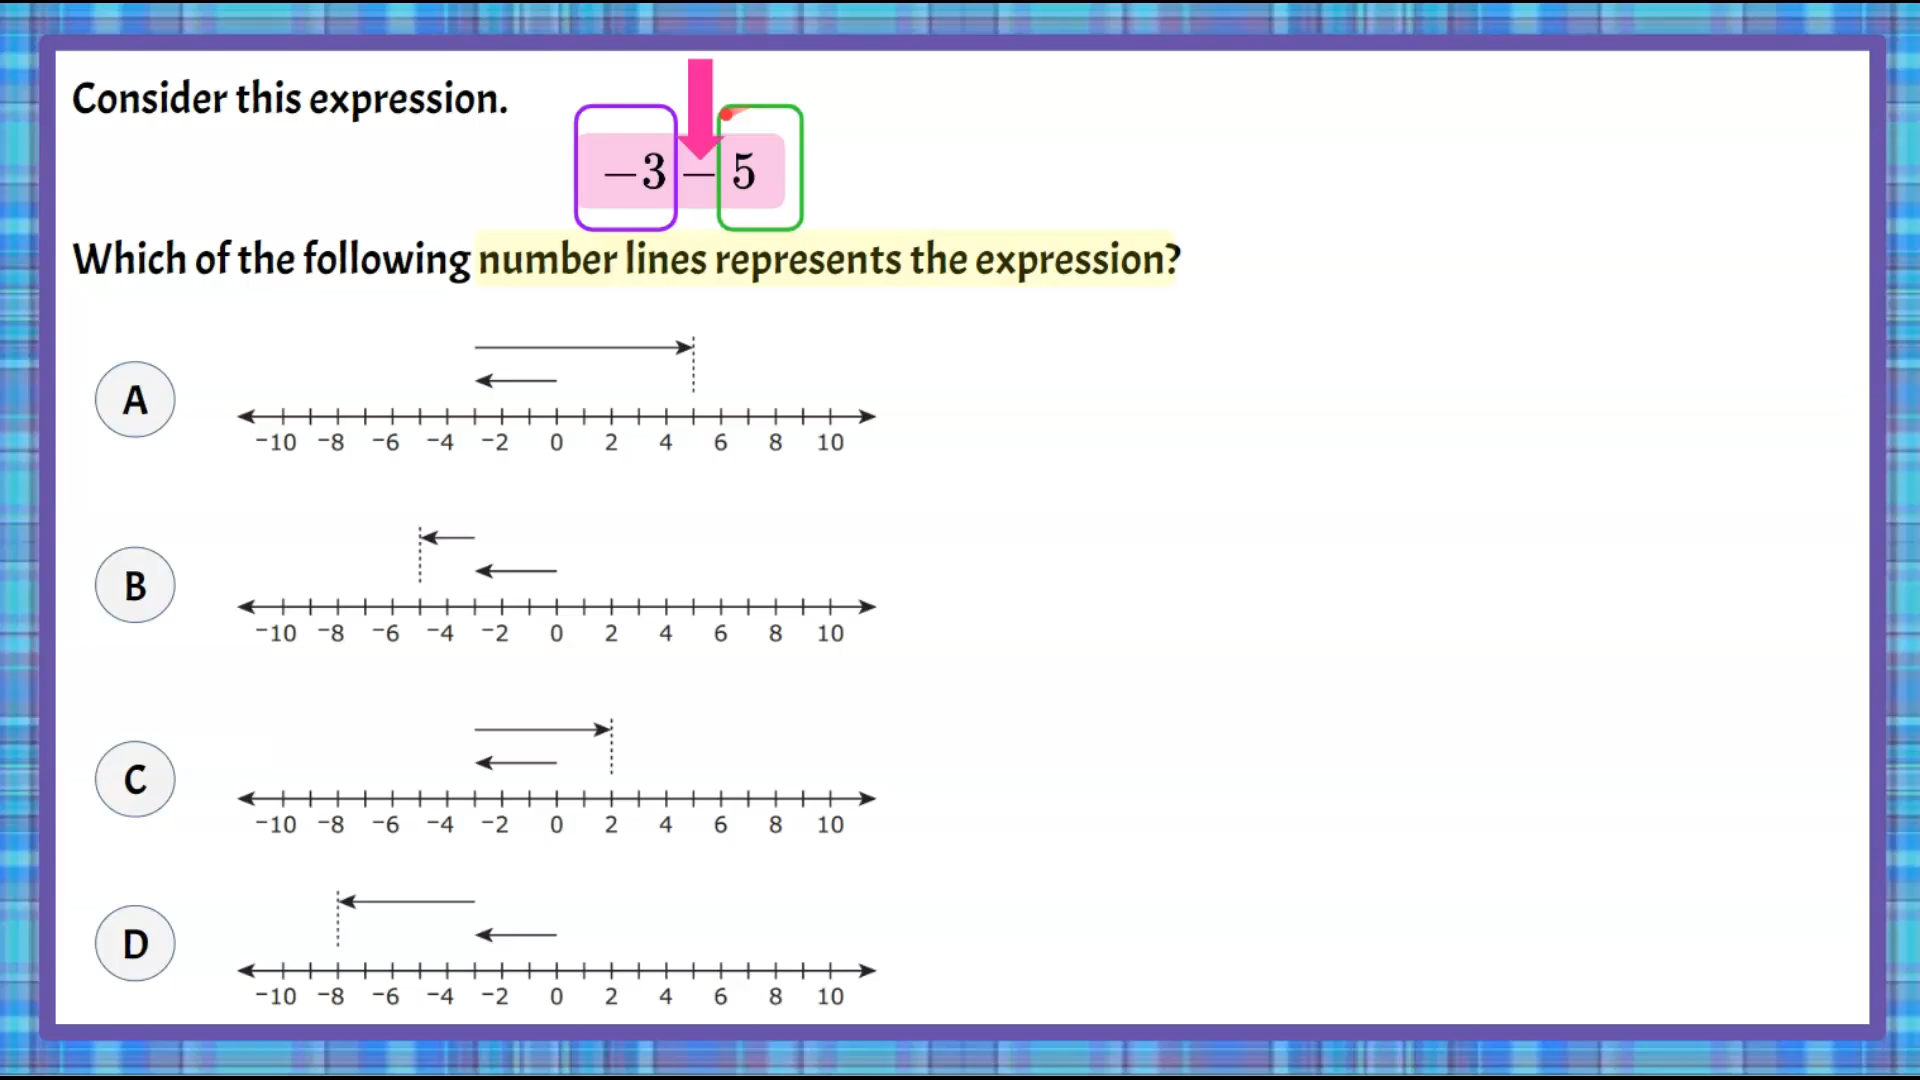 Consider this expression.
−3 − 5
Which of the following number lines represents the expression?
A
−10 −8 −6 −4 −2 0 2 4 6 8 10
B
−10 −8 −6 −4 −2 0 2 4 6 8 10
C
−10 −8 −6 −4 −2 0 2 4 6 8 10
D
−10 −8 −6 −4 −2 0 2 4 6 8 10